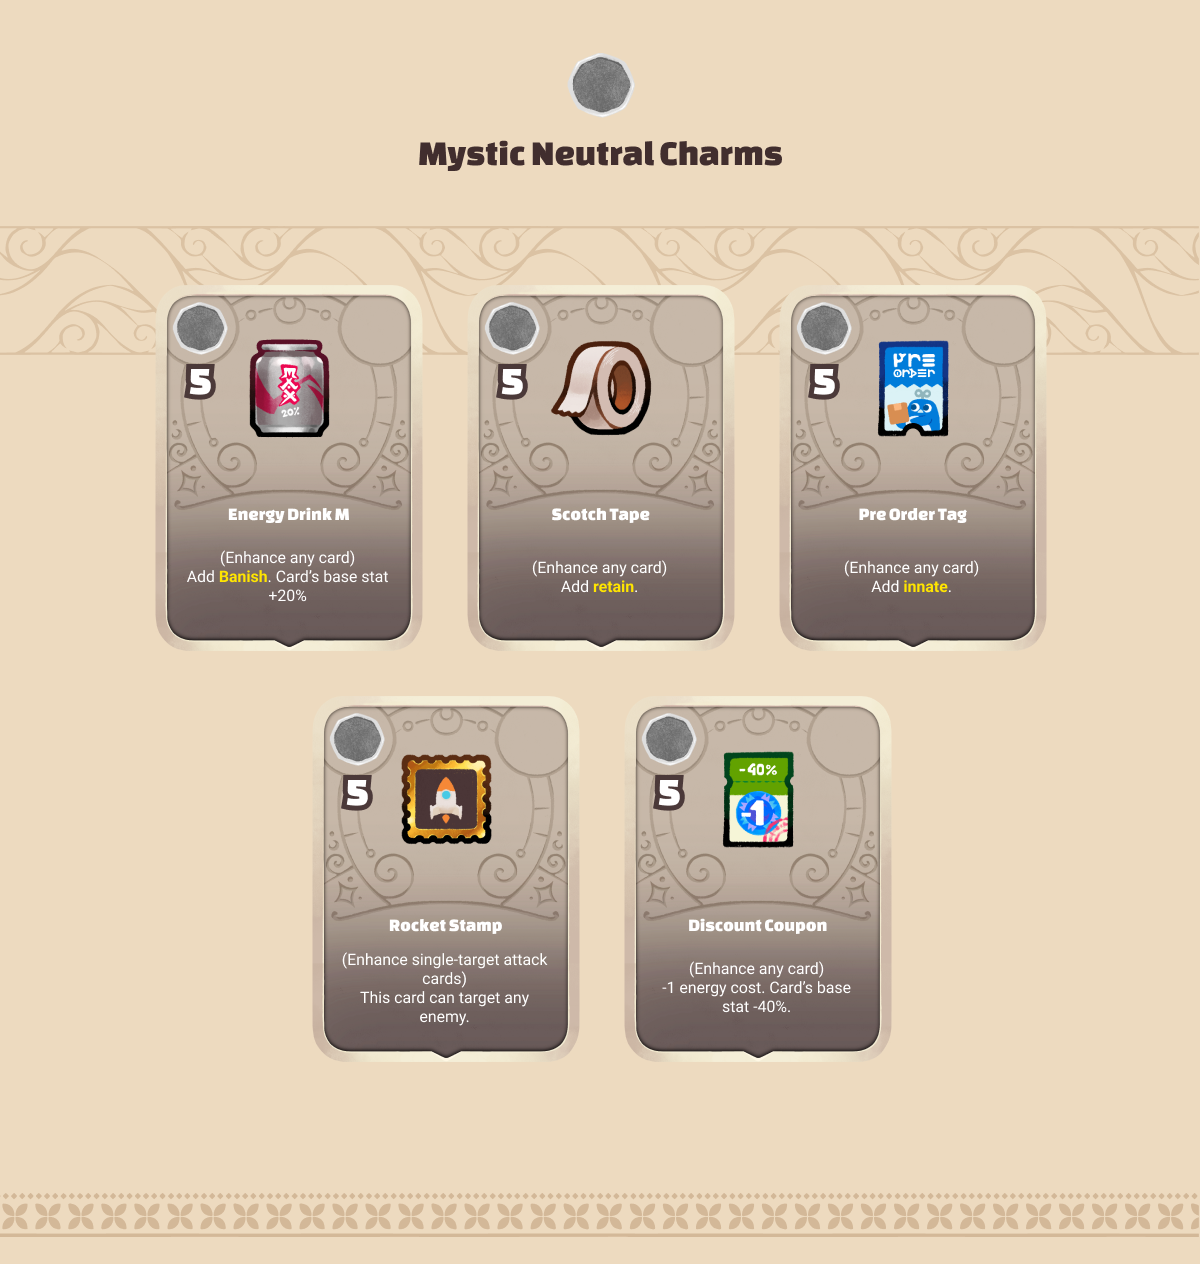 Mystic Neutral Charms
5
5
5
MAX
20%
PRE
ORDER
Energy Drink M
Scotch Tape
Pre Order Tag
(Enhance any card)
Add Banish. Card's base stat
+20%
(Enhance any card)
Add retain.
(Enhance any card)
Add innate.
5
5
-40%
-1
Rocket Stamp
Discount Coupon
(Enhance single-target attack
cards)
This card can target any
enemy.
(Enhance any card)
-1 energy cost. Card's base
stat -40%.